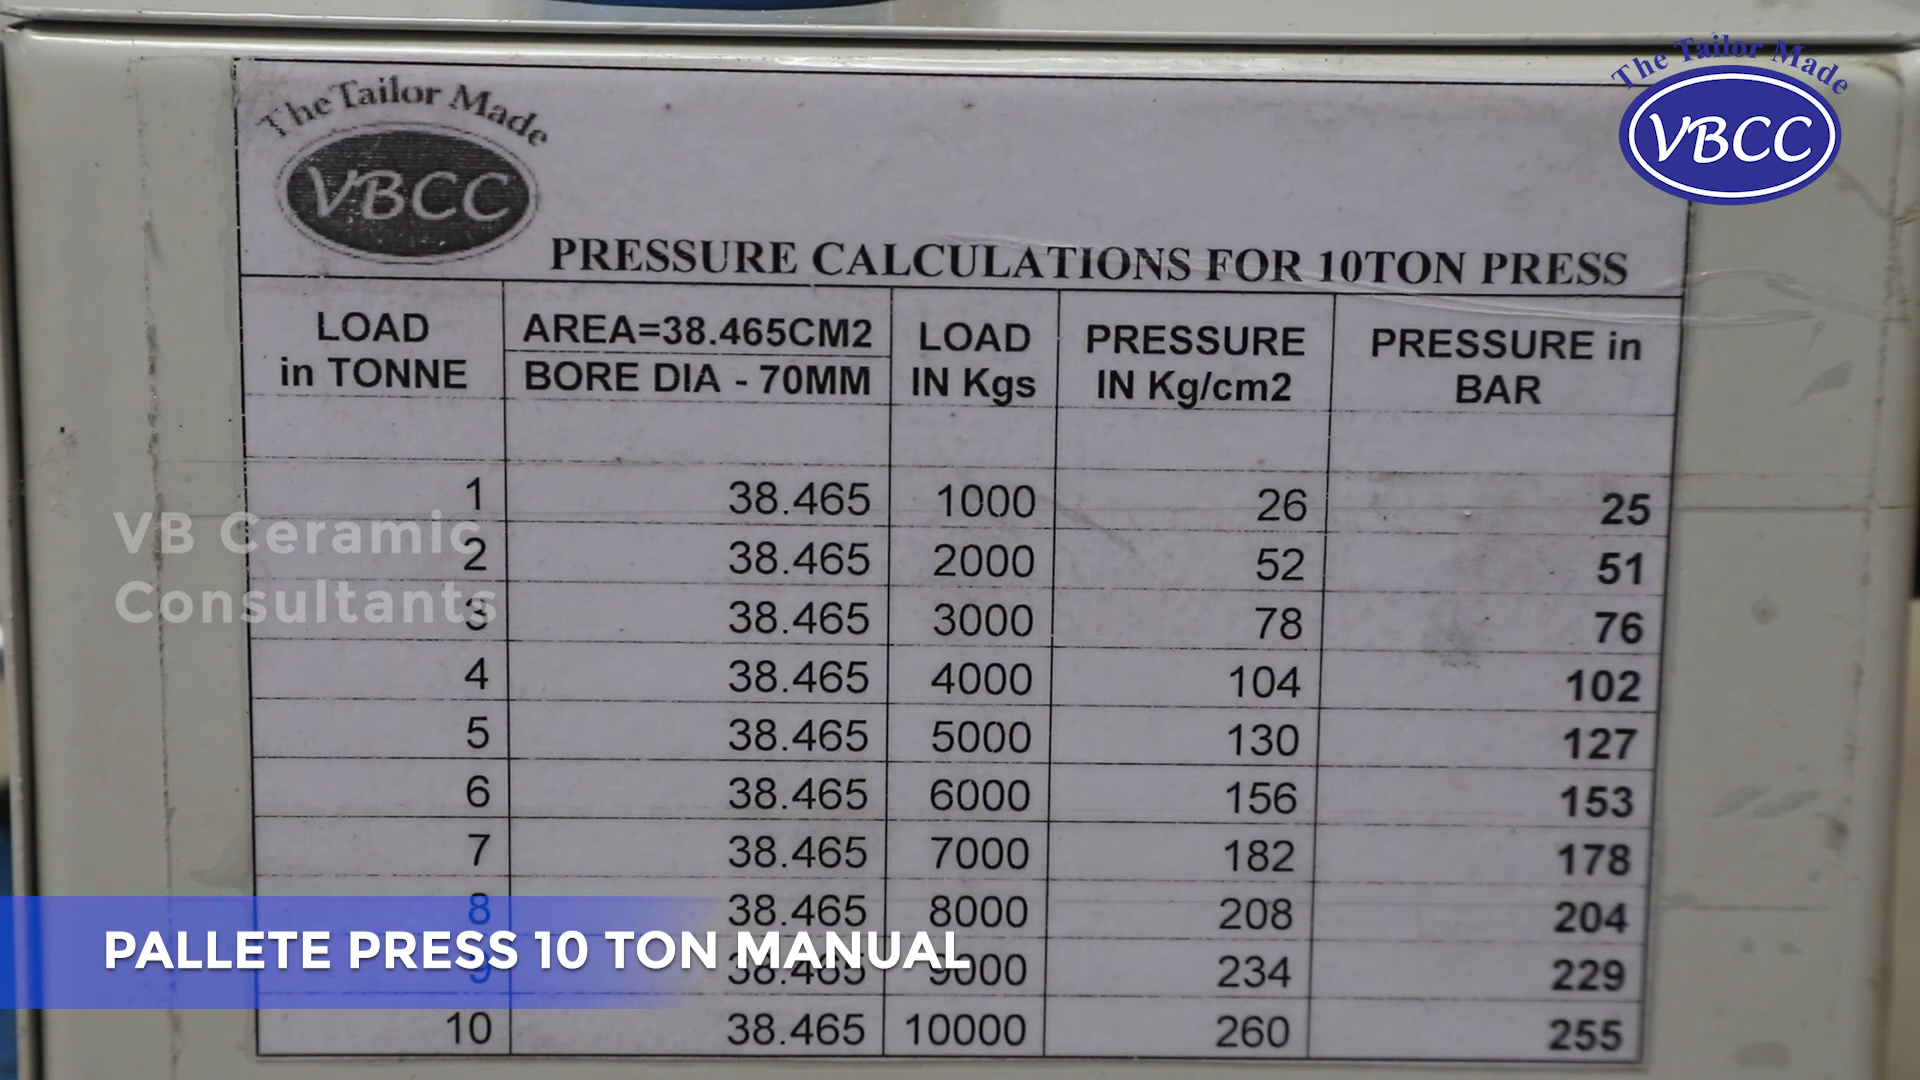 The Tailor Made
VBCC
The Tailor Made
VBCC
PRESSURE CALCULATIONS FOR 10TON PRESS
LOAD in TONNE AREA=38.465CM2 BORE DIA - 70MM LOAD IN Kgs PRESSURE IN Kg/cm2 PRESSURE in BAR
1 38.465 1000 26 25
2 38.465 2000 52 51
3 38.465 3000 78 76
4 38.465 4000 104 102
5 38.465 5000 130 127
6 38.465 6000 156 153
7 38.465 7000 182 178
8 38.465 8000 208 204
9 38.465 9000 234 229
10 38.465 10000 260 255
VB Ceramic
Consultants
PALLETE PRESS 10 TON MANUAL